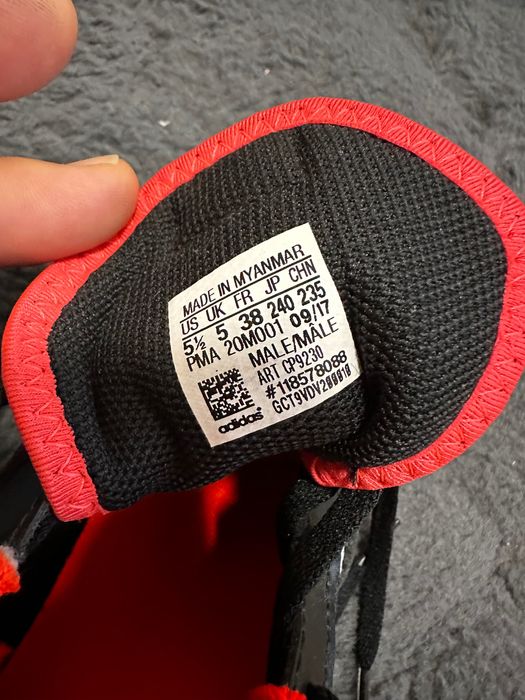 MADE IN MYANMAR
US UK FR JP CHN
5½ 5 38 240 235
PMA 20M001 09/17
MALE/MÂLE
ART CP9230
#118578088
GCT9VDV200010
adidas®